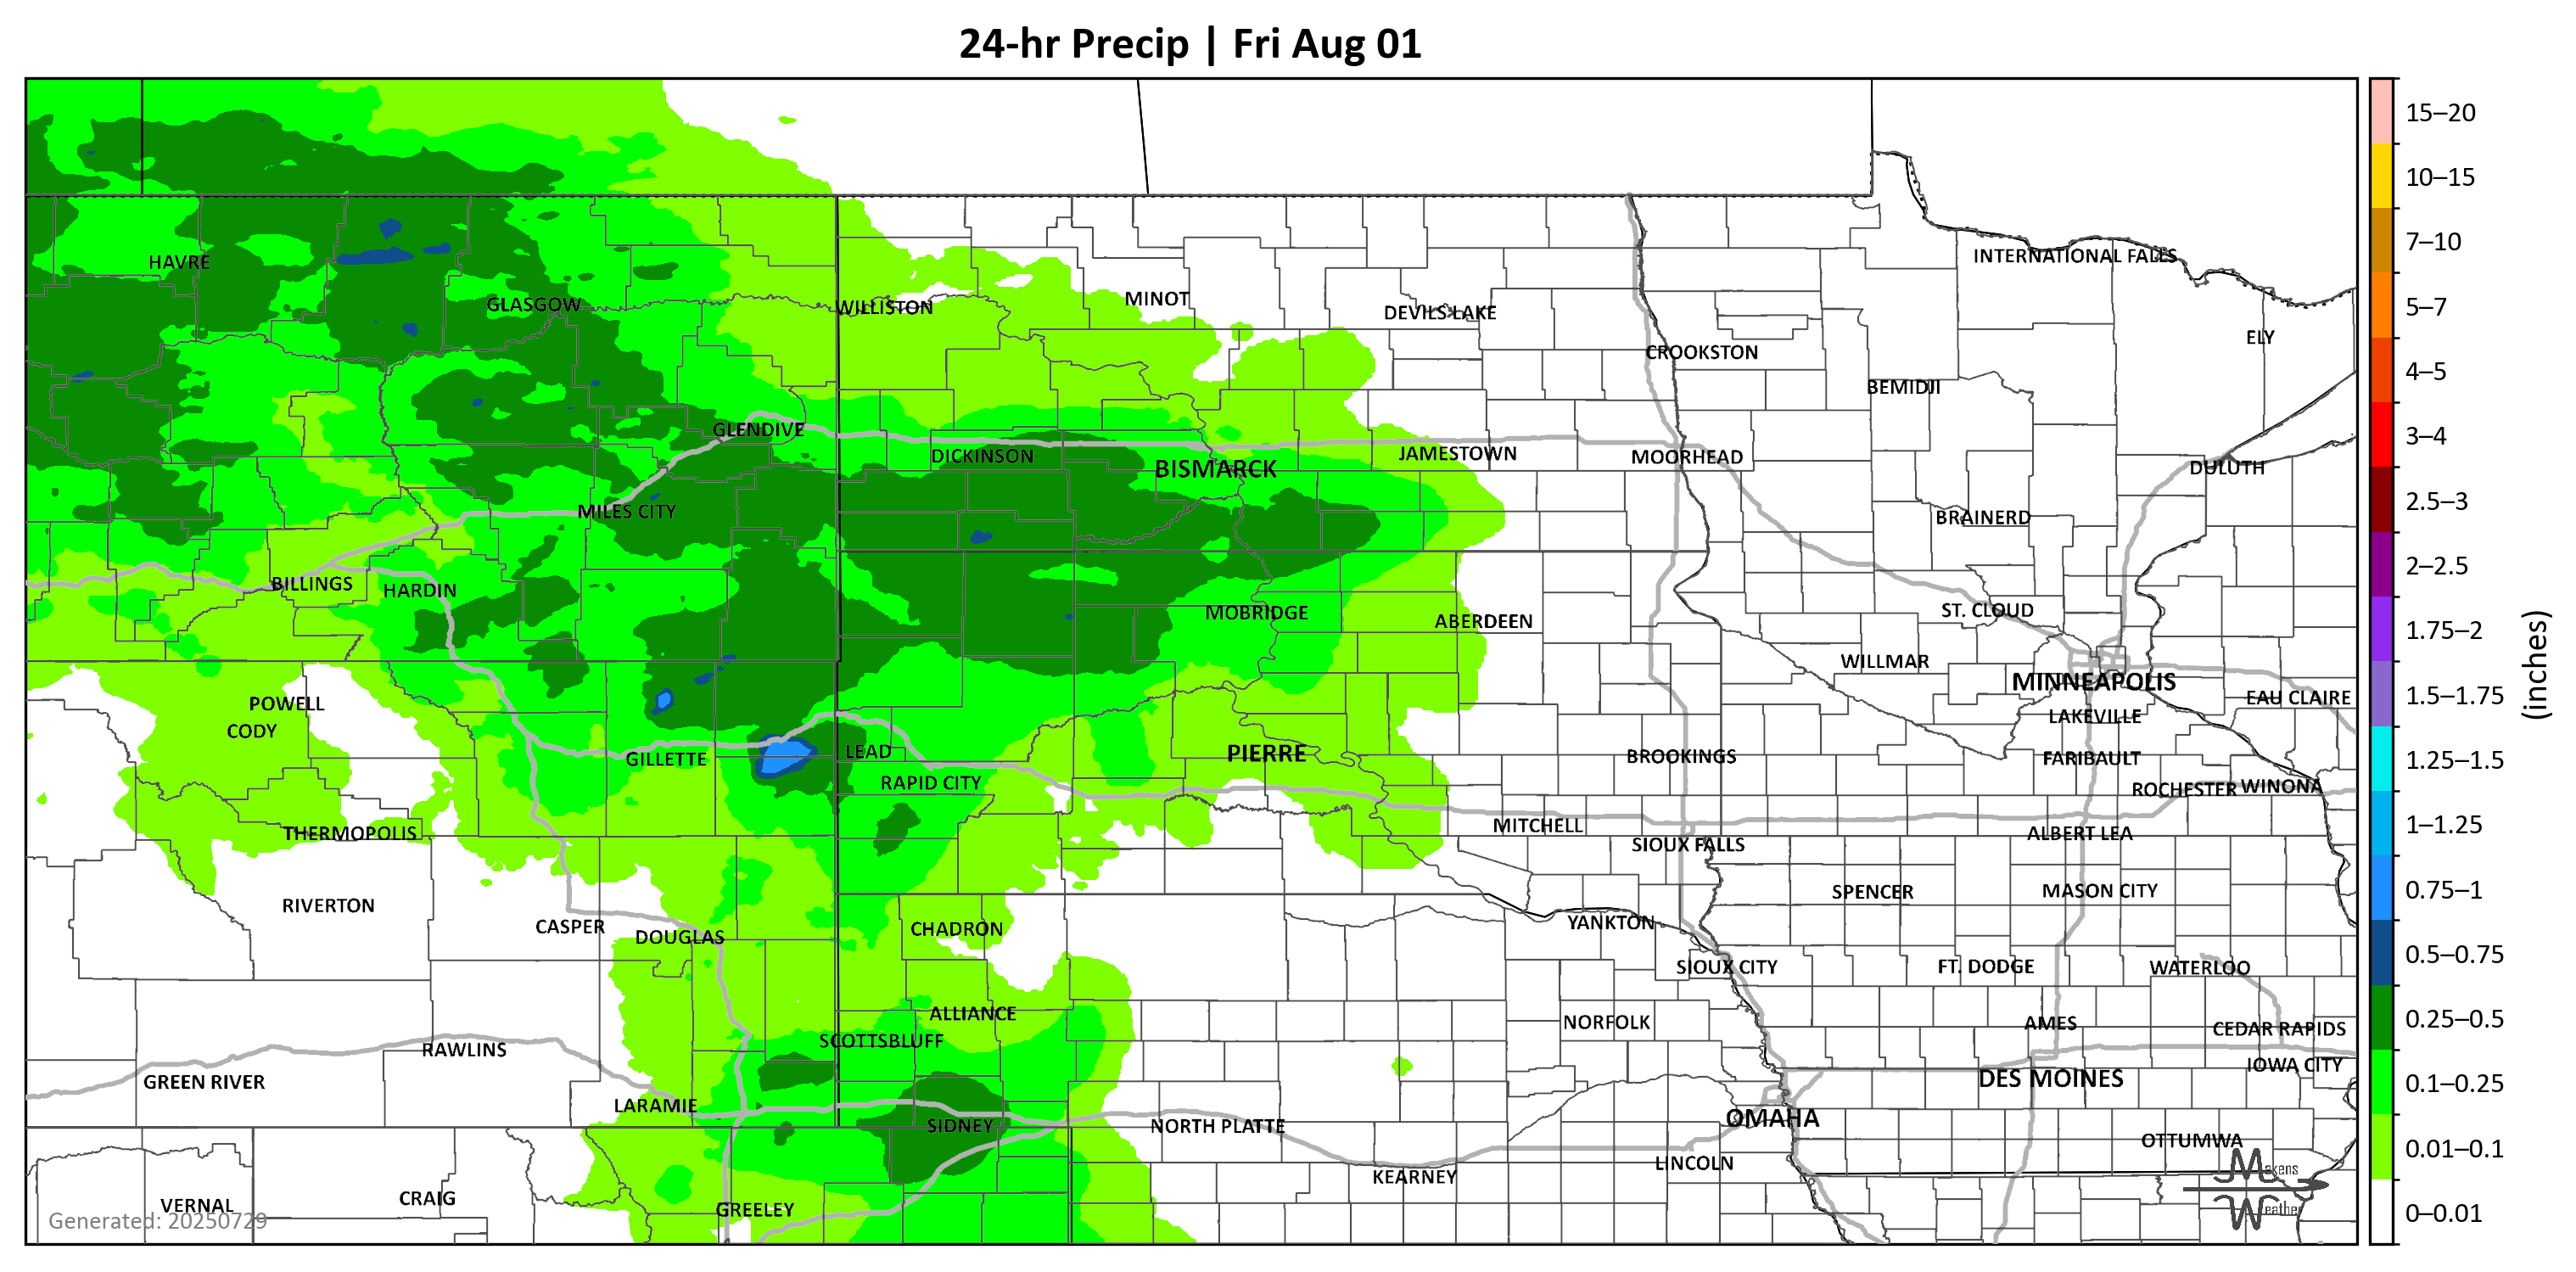 24-hr Precip | Fri Aug 01
15–20
10–15
INTERNATIONAL FALLS
7–10
HAVRE
MINOT
GLASGOW
WILLISTON
DEVILS LAKE
5–7
ELY
CROOKSTON
BEMIDJI
4–5
GLENDIVE
3–4
DICKINSON
JAMESTOWN
MOORHEAD
BISMARCK
DULUTH
2.5–3
MILES CITY
BRAINERD
2–2.5
BILLINGS
HARDIN
MOBRIDGE
ST. CLOUD
ABERDEEN
1.75–2
WILLMAR
MINNEAPOLIS
1.5–1.75
(inches)
EAU CLAIRE
POWELL
LAKEVILLE
CODY
LEAD
PIERRE
BROOKINGS
GILLETTE
FARIBAULT
1.25–1.5
RAPID CITY
ROCHESTER
WINONA
MITCHELL
1–1.25
THERMOPOLIS
ALBERT LEA
SIOUX FALLS
SPENCER
MASON CITY
0.75–1
RIVERTON
CASPER
CHADRON
YANKTON
DOUGLAS
0.5–0.75
SIOUX CITY
FT. DODGE
WATERLOO
ALLIANCE
0.25–0.5
NORFOLK
AMES
CEDAR RAPIDS
SCOTTSBLUFF
RAWLINS
IOWA CITY
GREEN RIVER
DES MOINES
0.1–0.25
LARAMIE
OMAHA
SIDNEY
NORTH PLATTE
OTTUMWA
0.01–0.1
LINCOLN
KEARNEY
Makens
VERNAL
CRAIG
GREELEY
Weather
0–0.01
Generated: 20250729